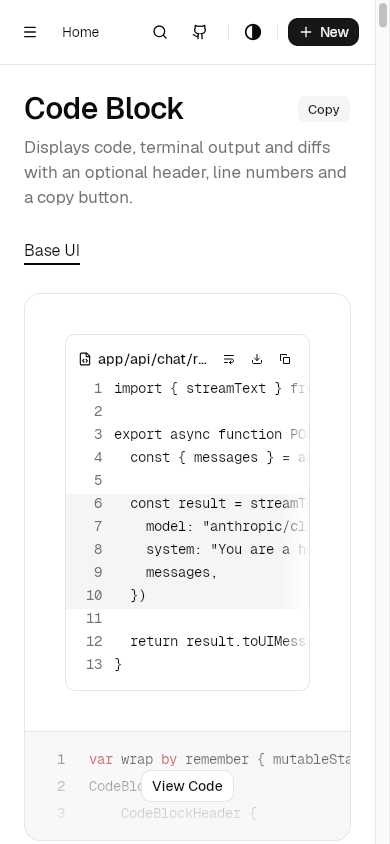 Home
New
Code Block
Copy
Displays code, terminal output and diffs
with an optional header, line numbers and
a copy button.
Base UI
app/api/chat/r...
1 import { streamText } fr
2
3 export async function PO
4 const { messages } = a
5
6 const result = streamT
7 model: "anthropic/cl
8 system: "You are a h
9 messages,
10 })
11
12 return result.toUIMess
13 }
1 var wrap by remember { mutableSta
2 CodeBlo
View Code
3 CodeBlockHeader {